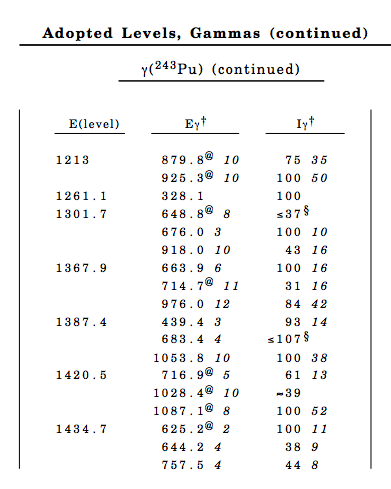 Adopted Levels, Gammas (continued)
γ(²⁴³Pu) (continued)
E(level) Eγ† Iγ†
1213 879.8@ 10 75 35
925.3@ 10 100 50
1261.1 328.1 100
1301.7 648.8@ 8 ≤37§
676.0 3 100 10
918.0 10 43 16
1367.9 663.9 6 100 16
714.7@ 11 31 16
976.0 12 84 42
1387.4 439.4 3 93 14
683.4 4 ≤107§
1053.8 10 100 38
1420.5 716.9@ 5 61 13
1028.4@ 10 ≈39
1087.1@ 8 100 52
1434.7 625.2@ 2 100 11
644.2 4 38 9
757.5 4 44 8